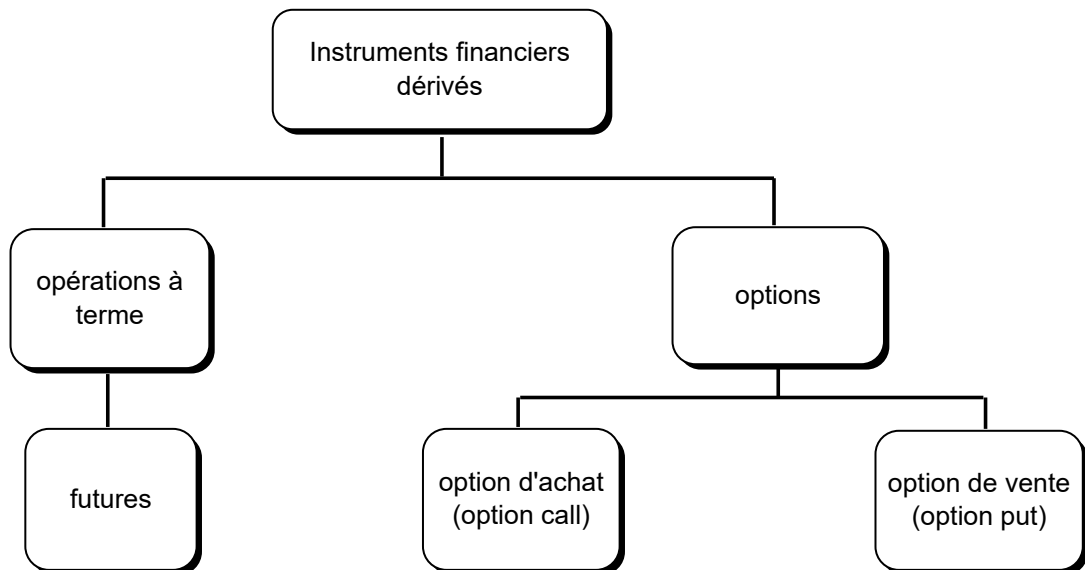 Instruments financiers
dérivés
opérations à
terme
options
futures
option d'achat
(option call)
option de vente
(option put)